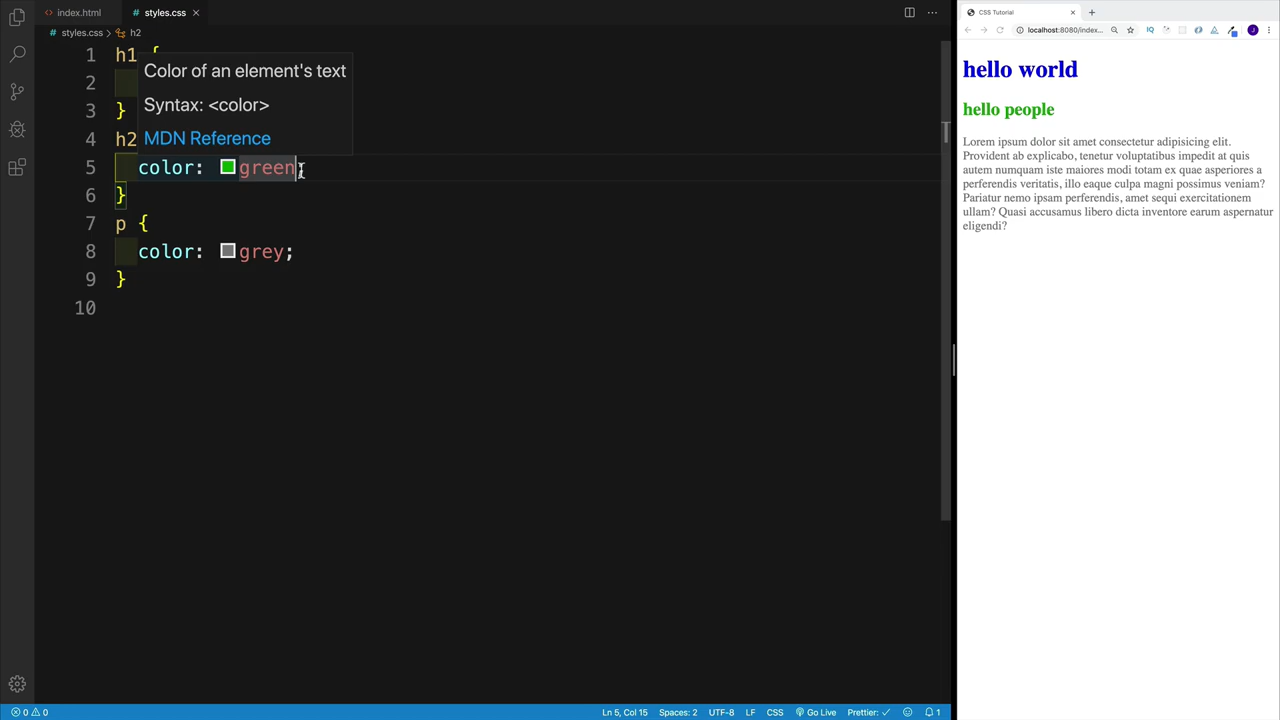 index.html
styles.css
styles.css > h2
1 h1 {
2
3 }
4 h2
5 color: green;
6 }
7 p {
8 color: grey;
9 }
10
Color of an element's text
Syntax: <color>
MDN Reference
0 0
Ln 5, Col 15
Spaces: 2
UTF-8
LF
CSS
Go Live
Prettier: ✓
1
CSS Tutorial
localhost:8080/index...
IQ
J
hello world
hello people
Lorem ipsum dolor sit amet consectetur adipisicing elit.
Provident ab explicabo, tenetur voluptatibus impedit at quis
autem numquam iste maiores modi totam ex quae asperiores a
perferendis veritatis, illo eaque culpa magni possimus veniam?
Pariatur nemo ipsam perferendis, amet sequi exercitationem
ullam? Quasi accusamus libero dicta inventore earum aspernatur
eligendi?